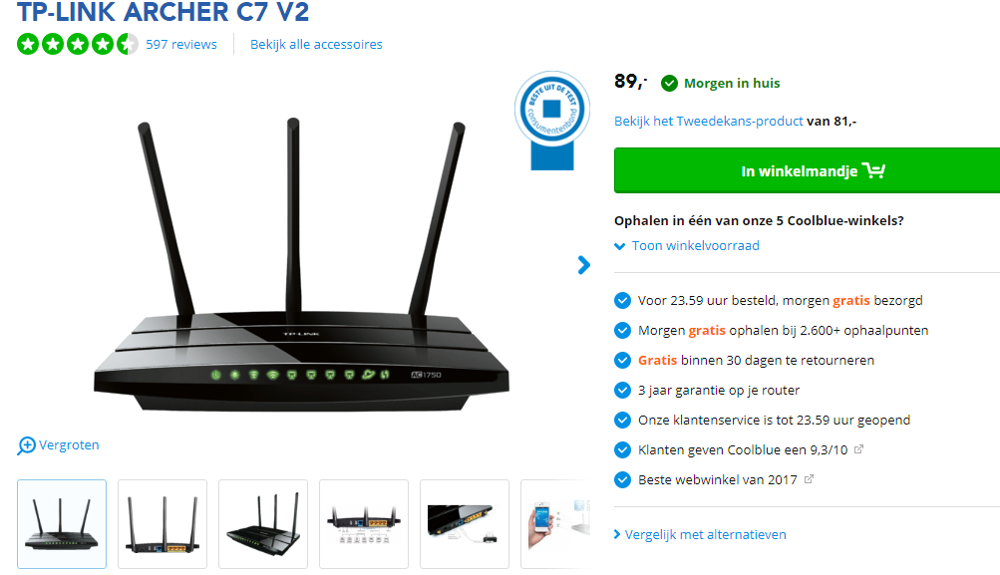 TP-LINK ARCHER C7 V2
597 reviews
Bekijk alle accessoires
BESTE UIT DE TEST
consumentenbond
TP-LINK
AC1750
Vergroten
89,-
Morgen in huis
Bekijk het Tweedekans-product van 81,-
In winkelmandje
Ophalen in één van onze 5 Coolblue-winkels?
Toon winkelvoorraad
Voor 23.59 uur besteld, morgen gratis bezorgd
Morgen gratis ophalen bij 2.600+ ophaalpunten
Gratis binnen 30 dagen te retourneren
3 jaar garantie op je router
Onze klantenservice is tot 23.59 uur geopend
Klanten geven Coolblue een 9,3/10
Beste webwinkel van 2017
Vergelijk met alternatieven